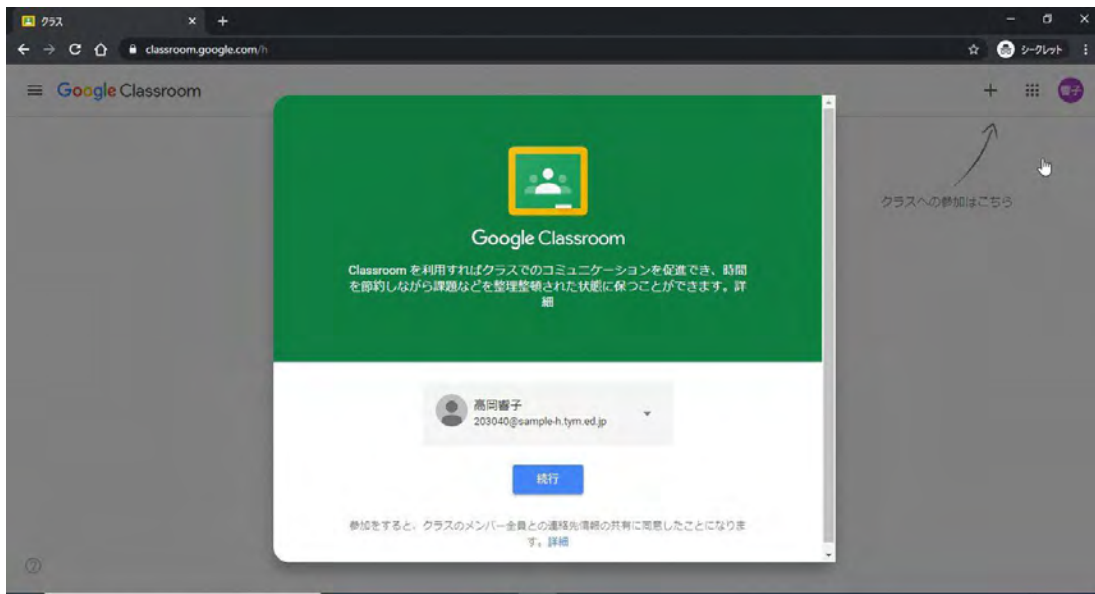 クラス
classroom.google.com/h
シークレット
Google Classroom
響子
クラスへの参加はこちら
Google Classroom
Classroom を利用すればクラスでのコミュニケーションを促進でき、時間
を節約しながら課題などを整理整頓された状態に保つことができます。詳
細
高岡響子
203040@sample-h.tym.ed.jp
続行
参加をすると、クラスのメンバー全員との連絡先情報の共有に同意したことになりま
す。詳細